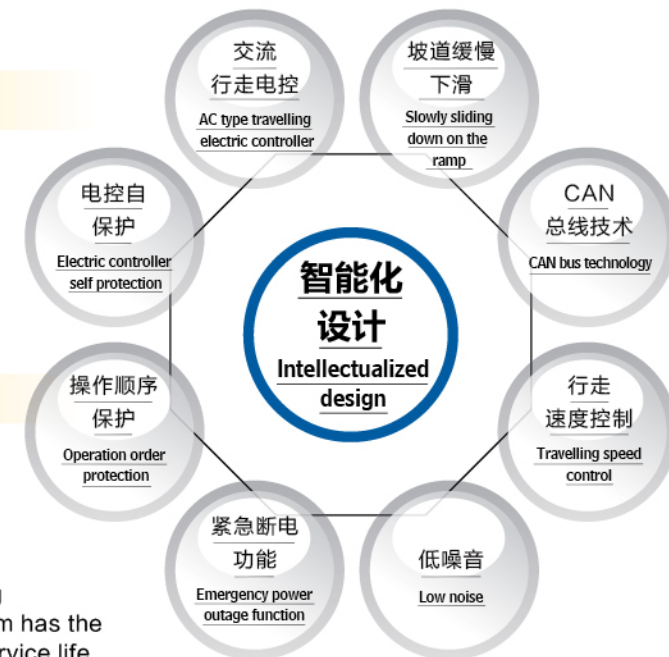 交流
行走电控
AC type travelling
electric controller
坡道缓慢
下滑
Slowly sliding
down on the
ramp
电控自
保护
Electric controller
self protection
CAN
总线技术
CAN bus technology
智能化
设计
Intellectualized
design
操作顺序
保护
Operation order
protection
行走
速度控制
Travelling speed
control
紧急断电
功能
Emergency power
outage function
低噪音
Low noise
has the
life